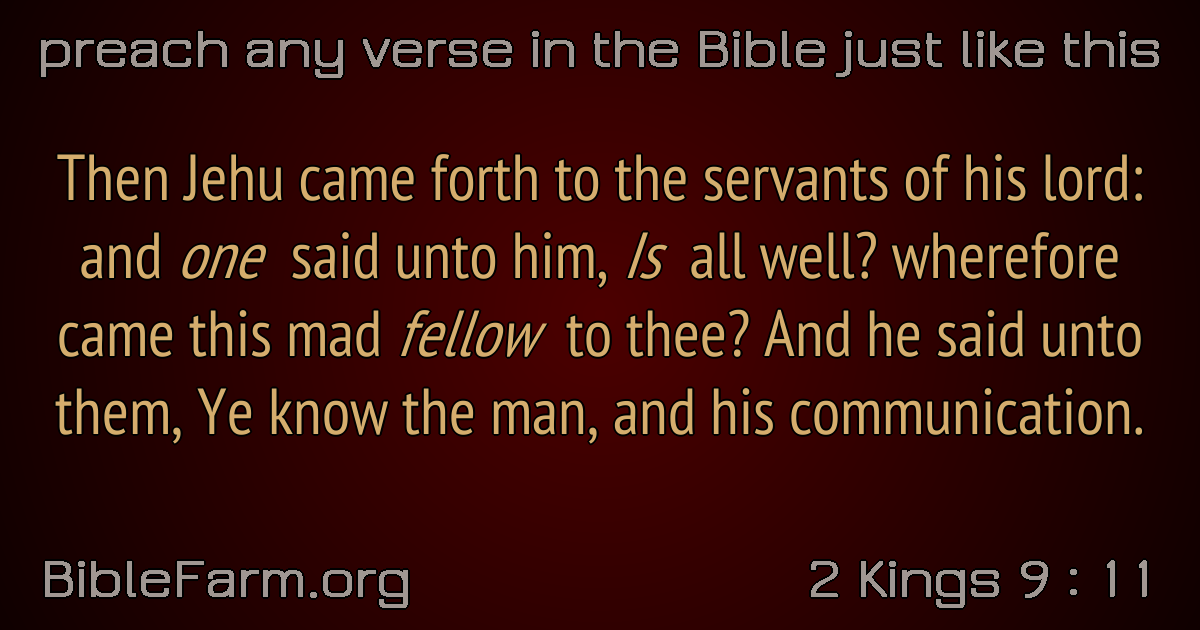 preach any verse in the Bible just like this
Then Jehu came forth to the servants of his lord:
and one said unto him, Is all well? wherefore
came this mad fellow to thee? And he said unto
them, Ye know the man, and his communication.
BibleFarm.org
2 Kings 9 : 11